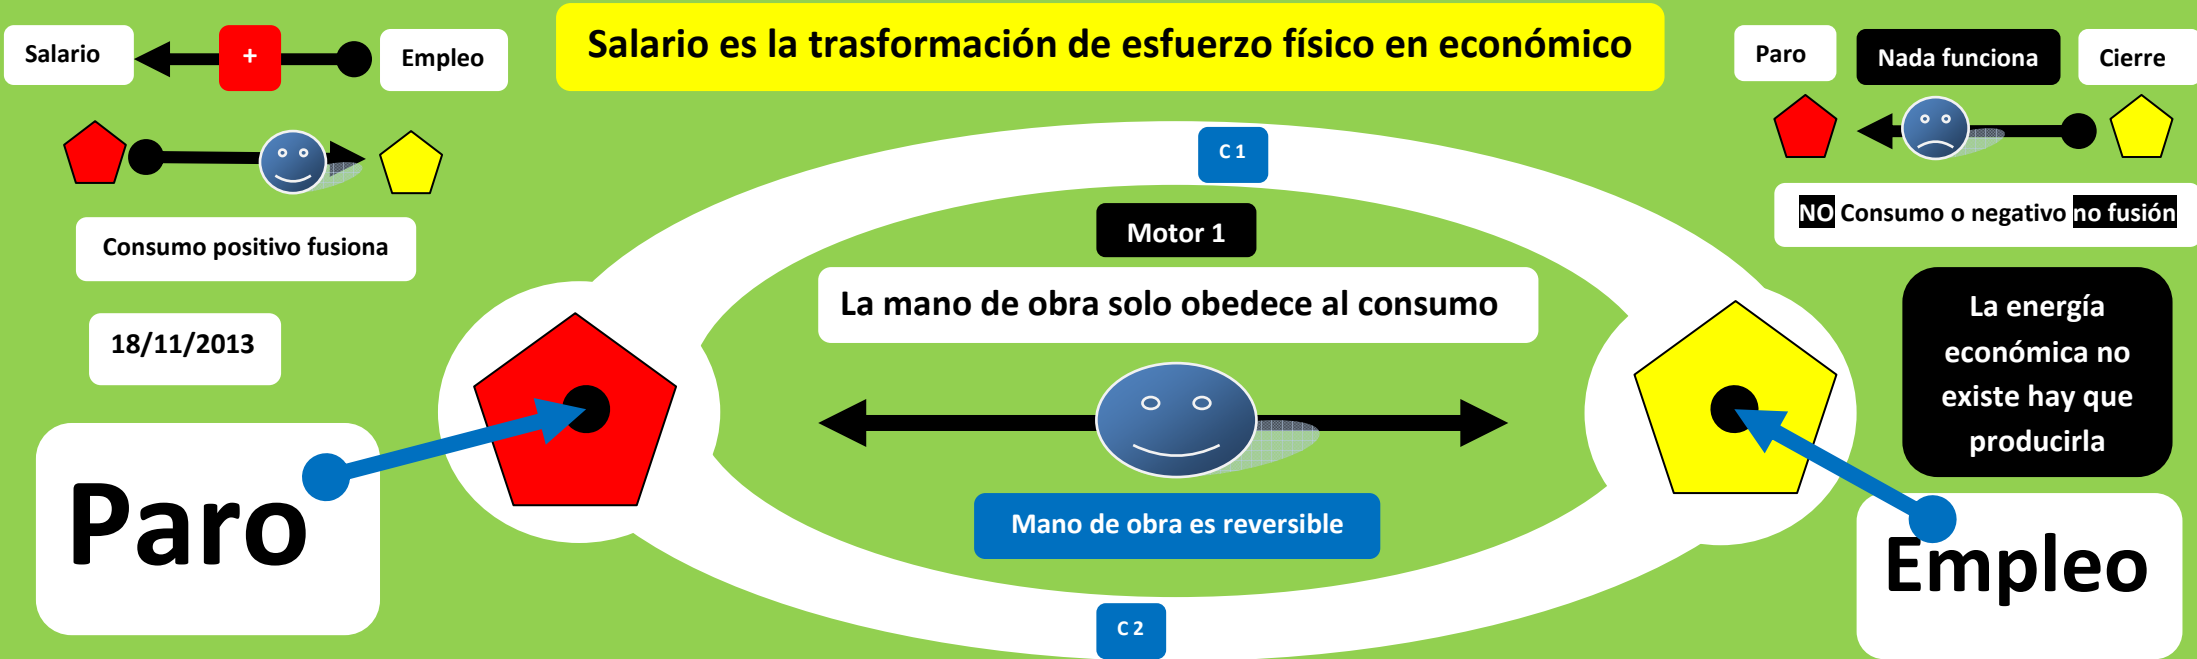 Salario
+
Empleo
Salario es la trasformación de esfuerzo físico en económico
Paro
Nada funciona
Cierre
C 1
Consumo positivo fusiona
Motor 1
NO Consumo o negativo no fusión
18/11/2013
La mano de obra solo obedece al consumo
La energía
económica no
existe hay que
producirla
Paro
Mano de obra es reversible
Empleo
C 2